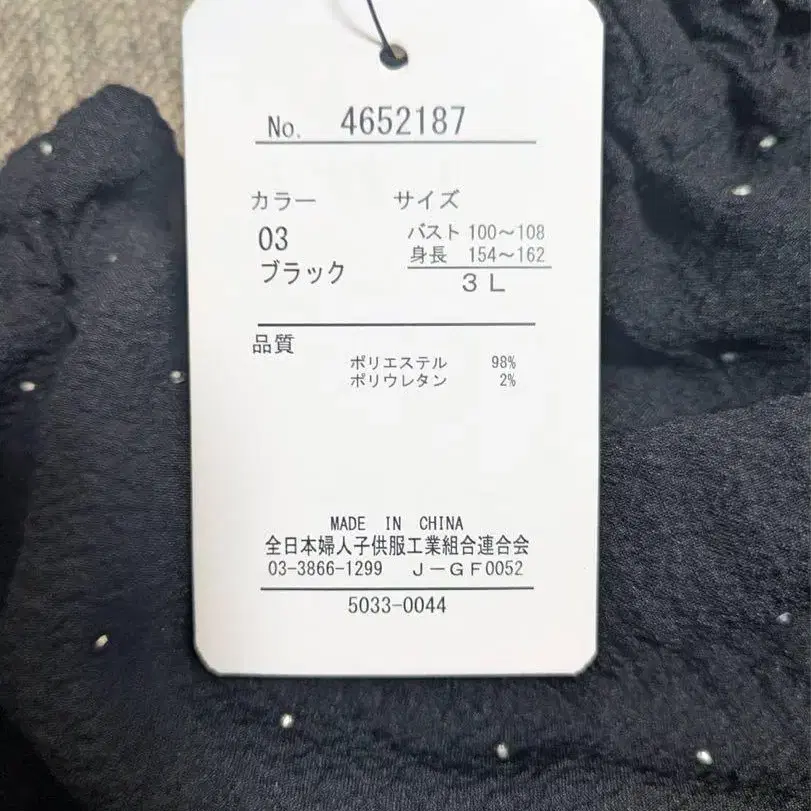 No. 4652187
カラー サイズ
03 バスト 100～108
ブラック 身長 154～162
３Ｌ
品質
ポリエステル 98%
ポリウレタン 2%
MADE IN CHINA
全日本婦人子供服工業組合連合会
03-3866-1299 Ｊ－ＧＦ0052
5033-0044